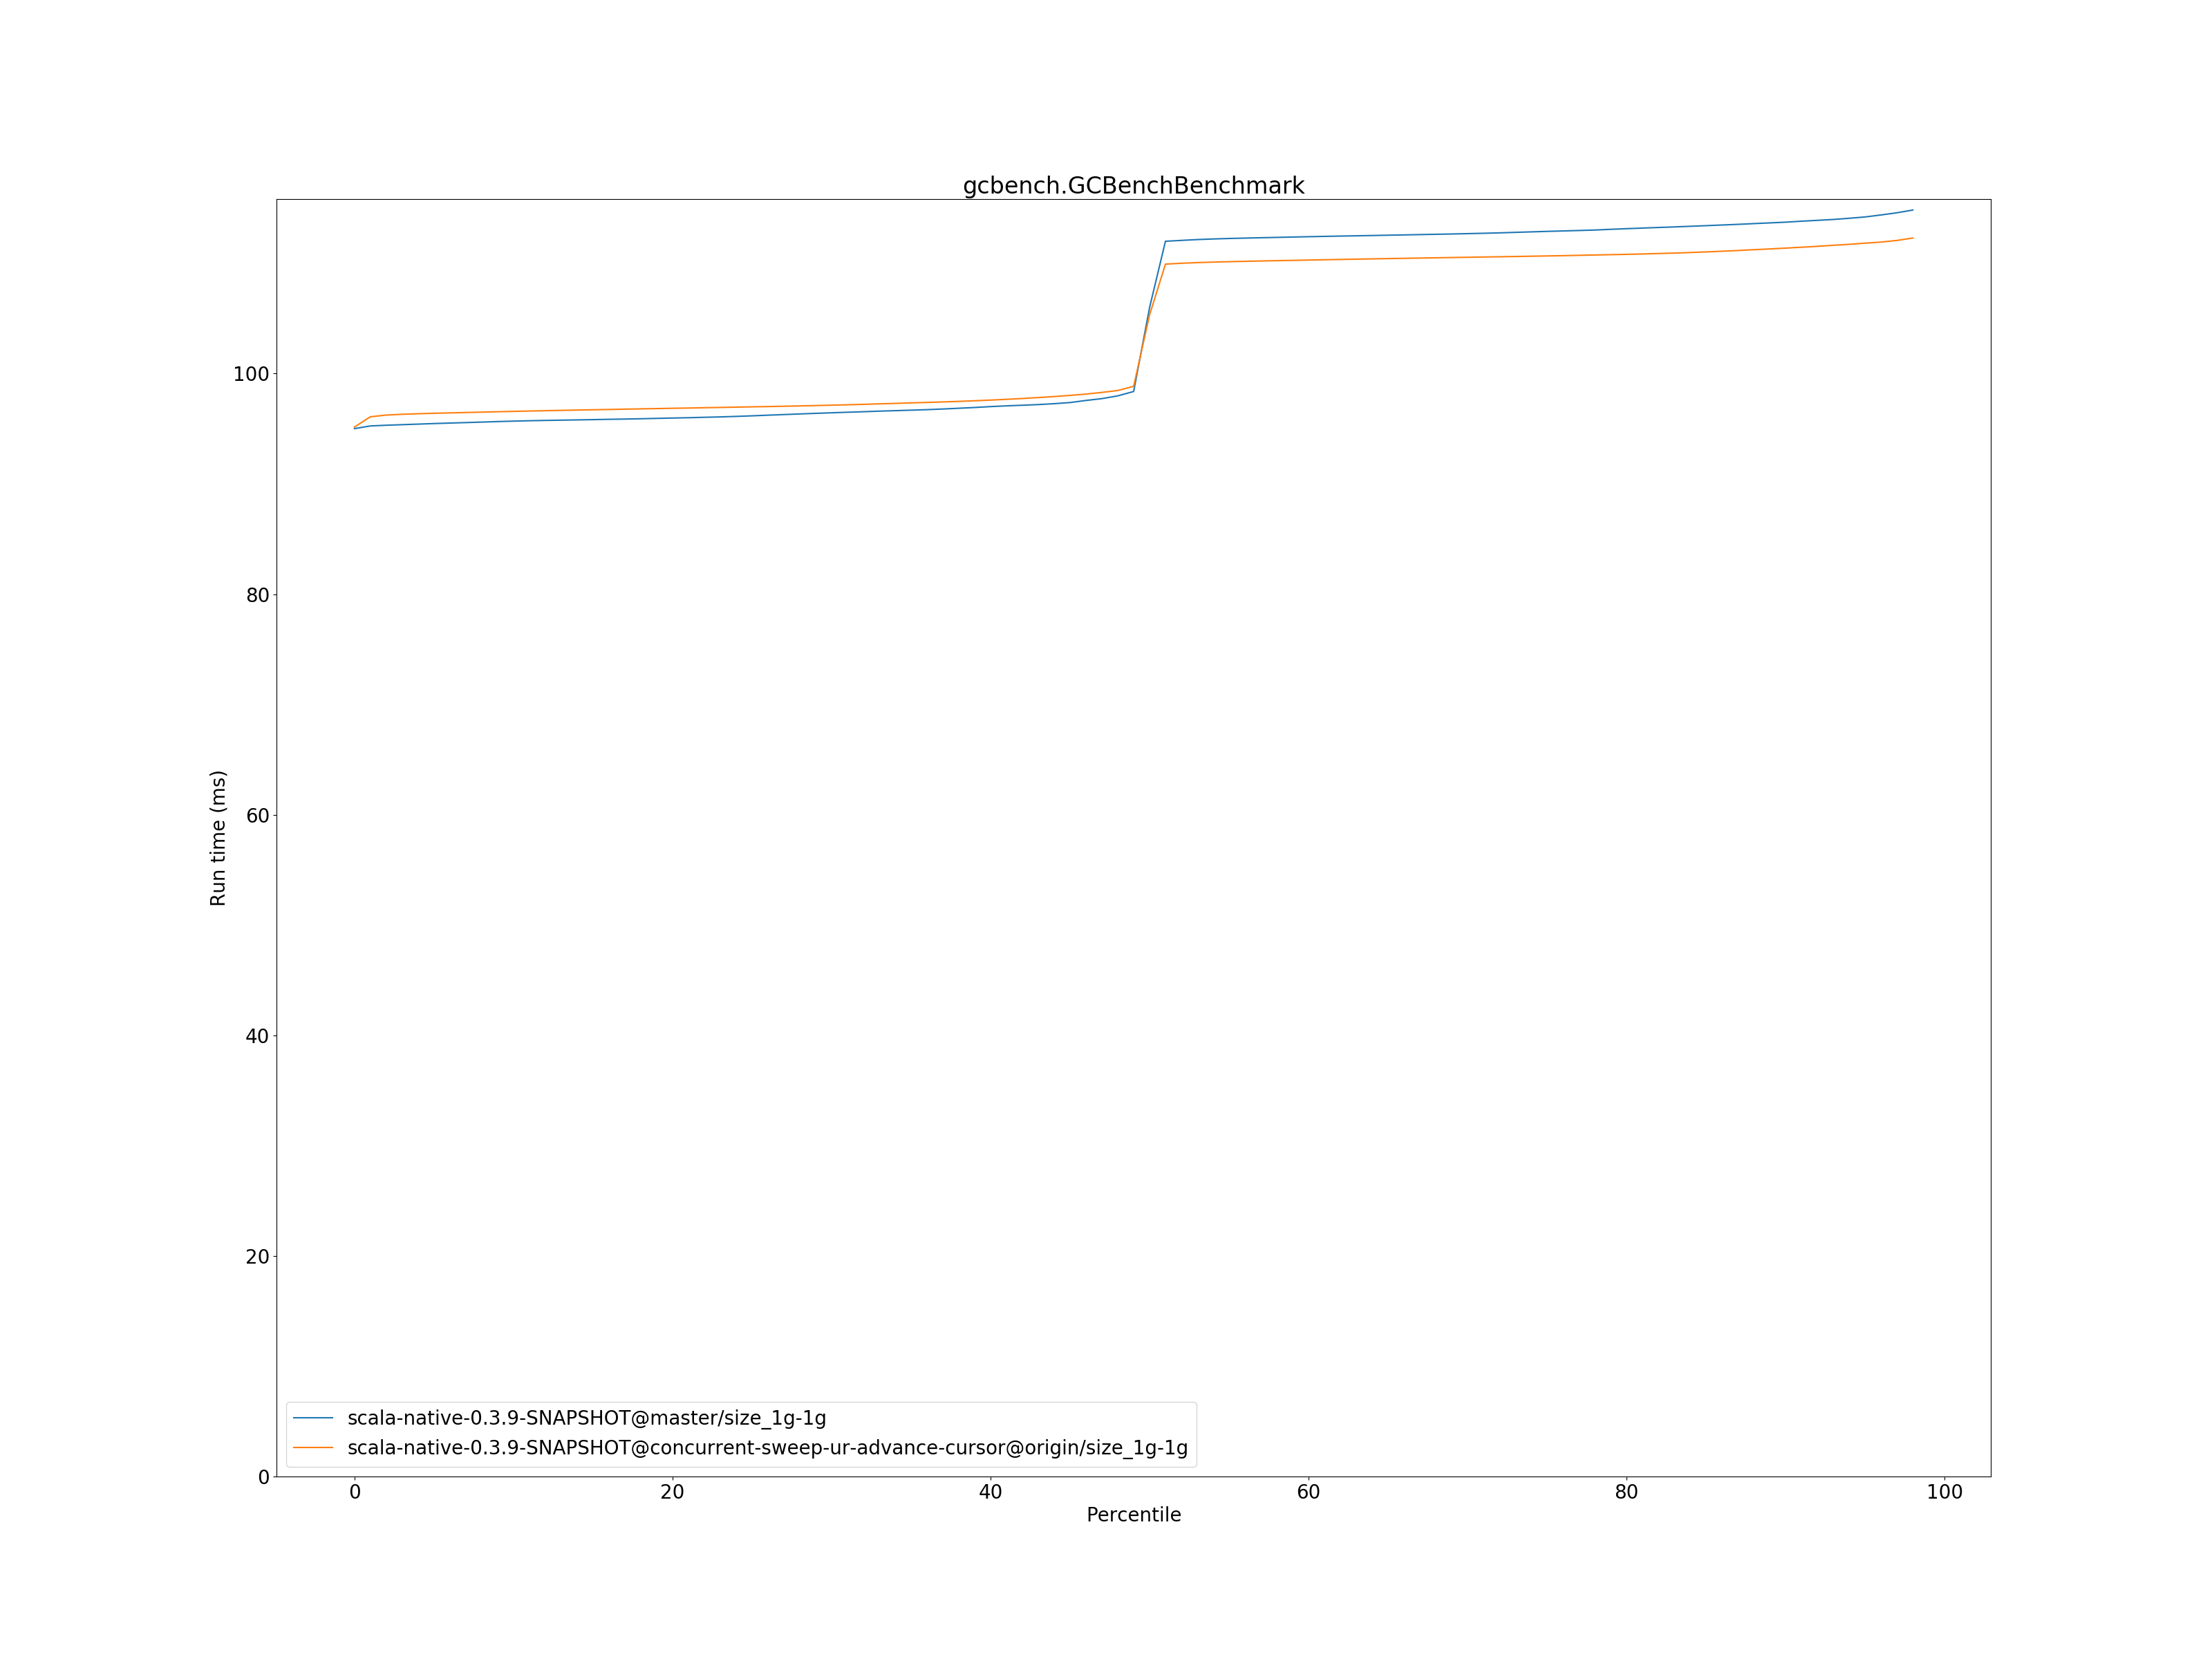 gcbench.GCBenchBenchmark
100
80
60
40
20
0
Run time (ms)
0 20 40 60 80 100
Percentile
scala-native-0.3.9-SNAPSHOT@master/size_1g-1g
scala-native-0.3.9-SNAPSHOT@concurrent-sweep-ur-advance-cursor@origin/size_1g-1g